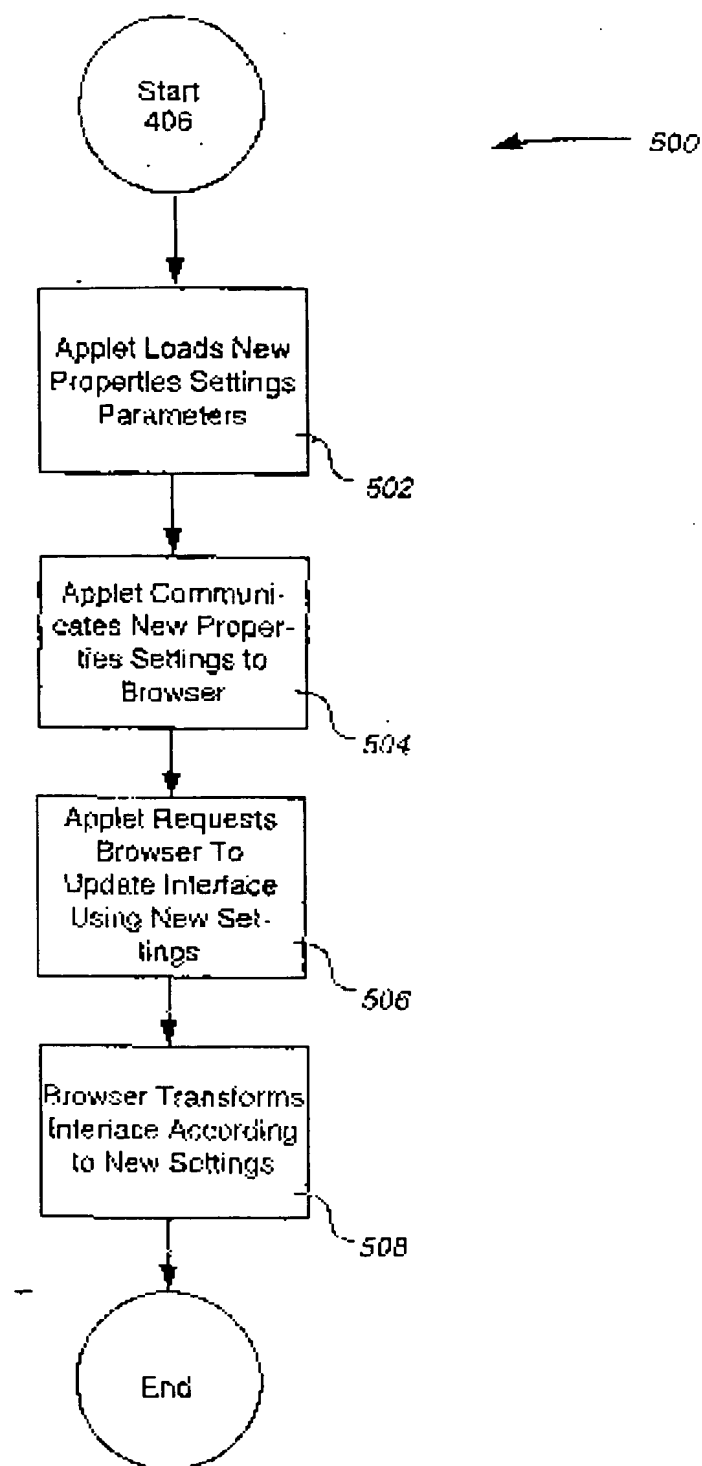 Start
406
500
Applet Loads New
Properties Settings
Parameters
502
Applet Communi-
cates New Proper-
ties Settings to
Browser
504
Applet Requests
Browser To
Update Interface
Using New Set-
tings
506
Browser Transforms
Interface According
to New Settings
508
End